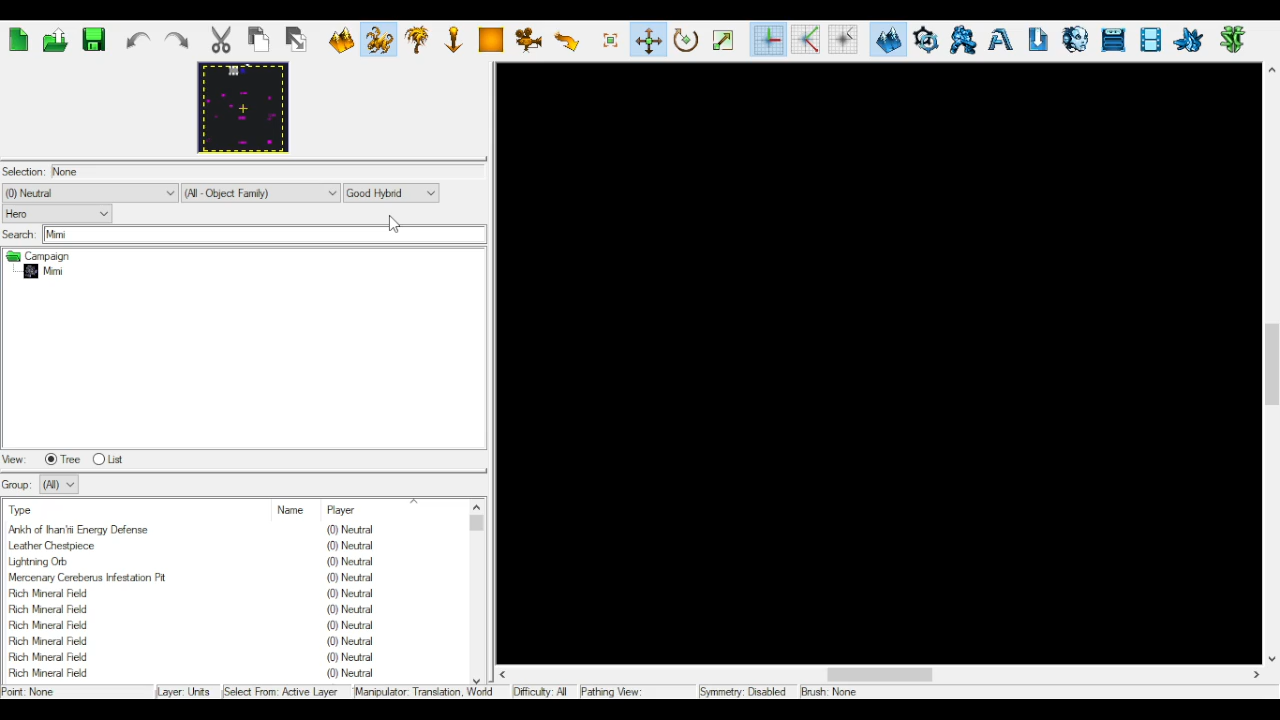 Selection: None
(0) Neutral (All - Object Family) Good Hybrid
Hero
Search: Mimi
Campaign
Mimi
View: Tree List
Group: (All)
Type Name Player
Ankh of Ihan'rii Energy Defense (0) Neutral
Leather Chestpiece (0) Neutral
Lightning Orb (0) Neutral
Mercenary Cereberus Infestation Pit (0) Neutral
Rich Mineral Field (0) Neutral
Rich Mineral Field (0) Neutral
Rich Mineral Field (0) Neutral
Rich Mineral Field (0) Neutral
Rich Mineral Field (0) Neutral
Rich Mineral Field (0) Neutral
Point: None Layer: Units Select From: Active Layer Manipulator: Translation, World Difficulty: All Pathing View: Symmetry: Disabled Brush: None